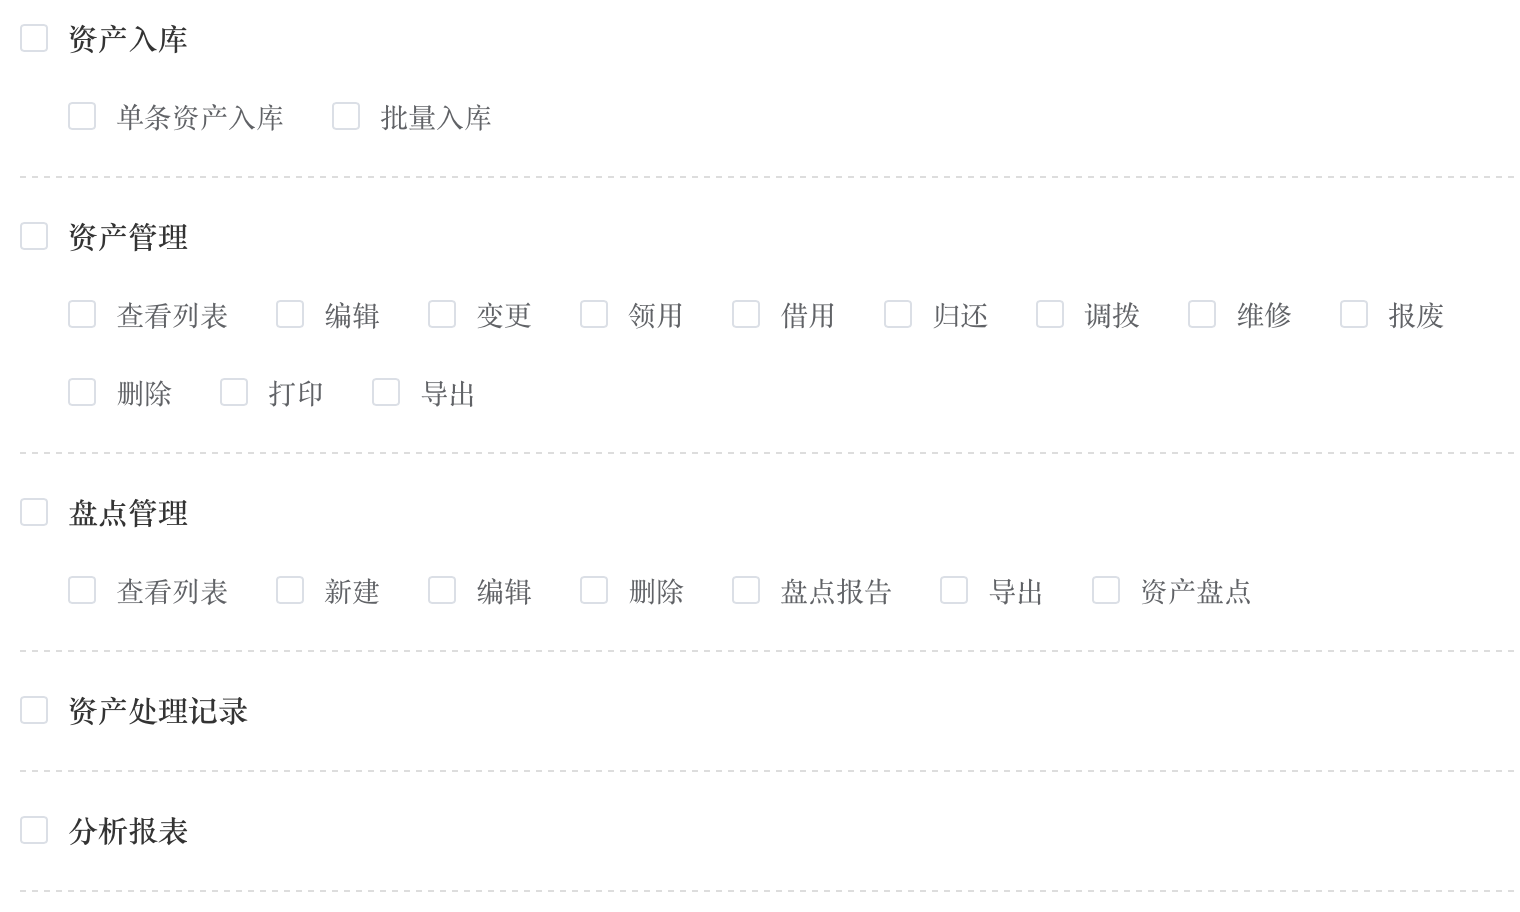 资产入库
单条资产入库 批量入库
资产管理
查看列表 编辑 变更 领用 借用 归还 调拨 维修 报废
删除 打印 导出
盘点管理
查看列表 新建 编辑 删除 盘点报告 导出 资产盘点
资产处理记录
分析报表